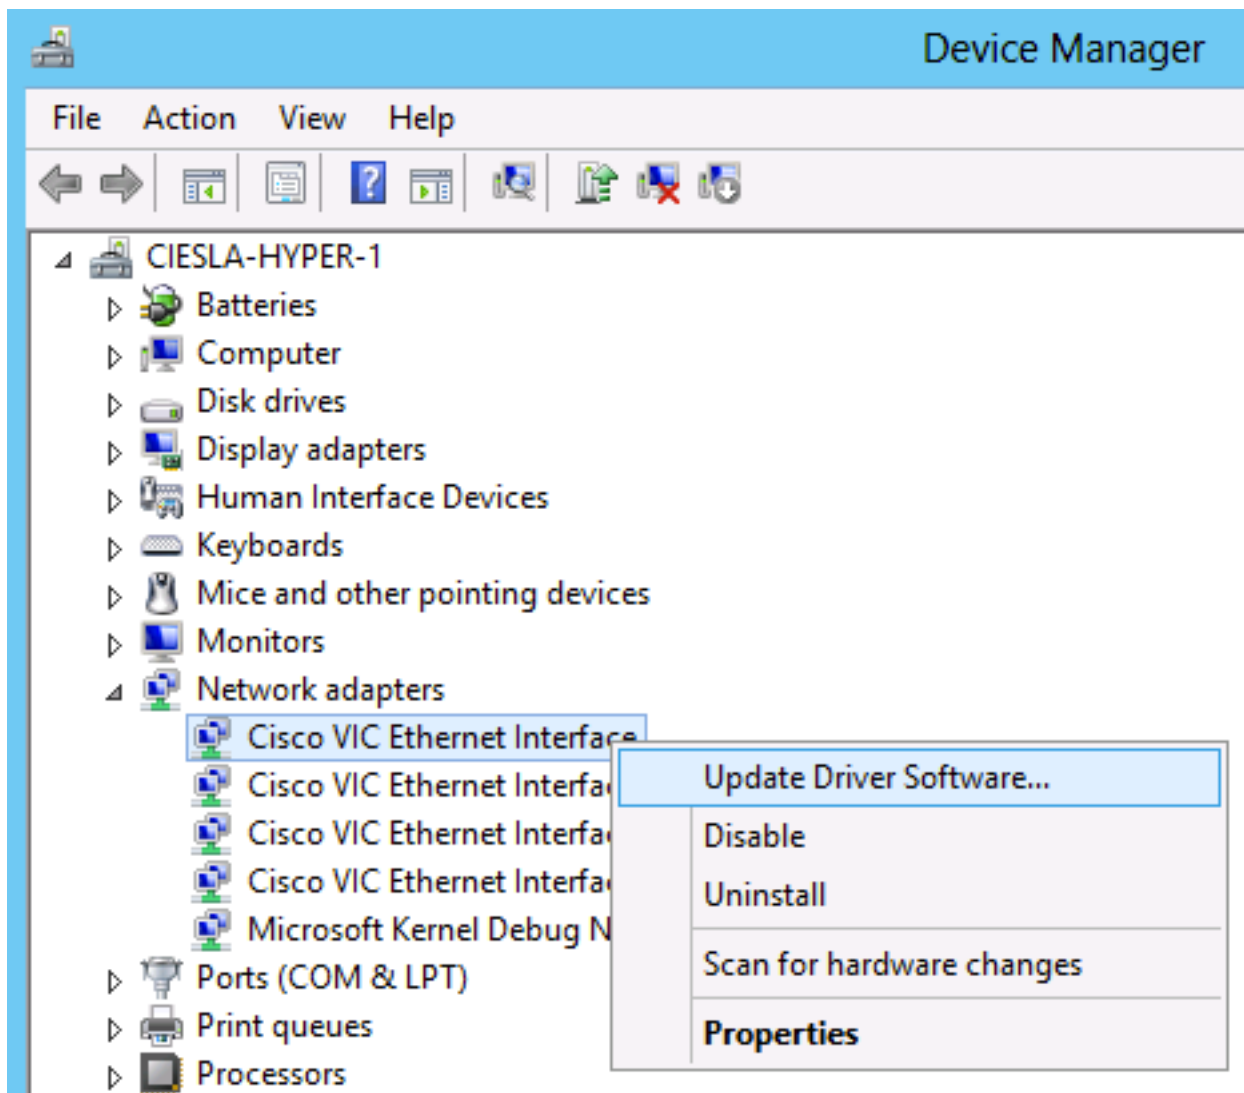 Device Manager
File Action View Help
CIESLA-HYPER-1
Batteries
Computer
Disk drives
Display adapters
Human Interface Devices
Keyboards
Mice and other pointing devices
Monitors
Network adapters
Cisco VIC Ethernet Interface
Cisco VIC Ethernet Interfa
Cisco VIC Ethernet Interfa
Cisco VIC Ethernet Interfa
Microsoft Kernel Debug N
Ports (COM & LPT)
Print queues
Processors
Update Driver Software...
Disable
Uninstall
Scan for hardware changes
Properties